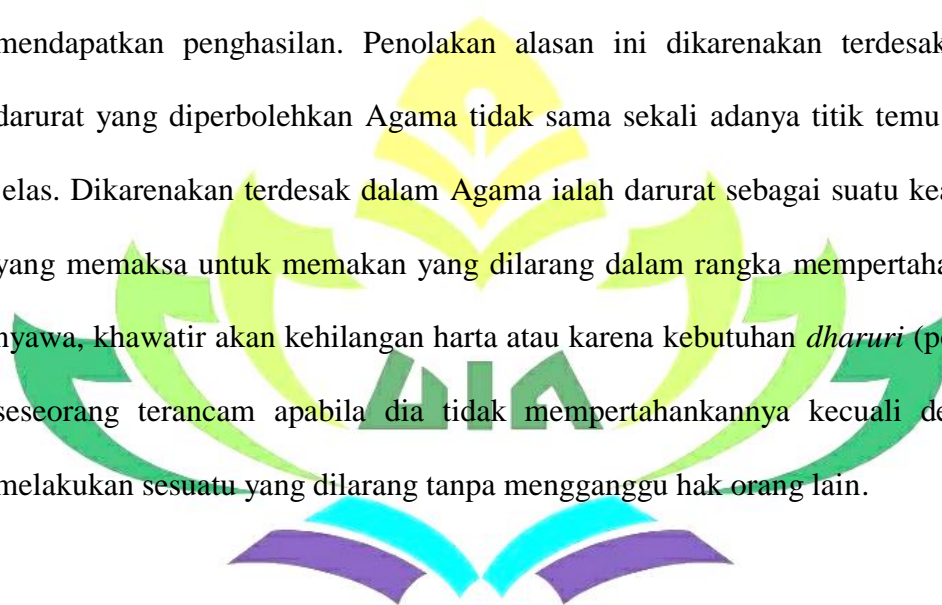 mendapatkan penghasilan. Penolakan alasan ini dikarenakan terdesak
darurat yang diperbolehkan Agama tidak sama sekali adanya titik temu
elas. Dikarenakan terdesak dalam Agama ialah darurat sebagai suatu kea
yang memaksa untuk memakan yang dilarang dalam rangka mempertaha
nyawa, khawatir akan kehilangan harta atau karena kebutuhan dharuri (po
seseorang terancam apabila dia tidak mempertahankannya kecuali de
melakukan sesuatu yang dilarang tanpa mengganggu hak orang lain.